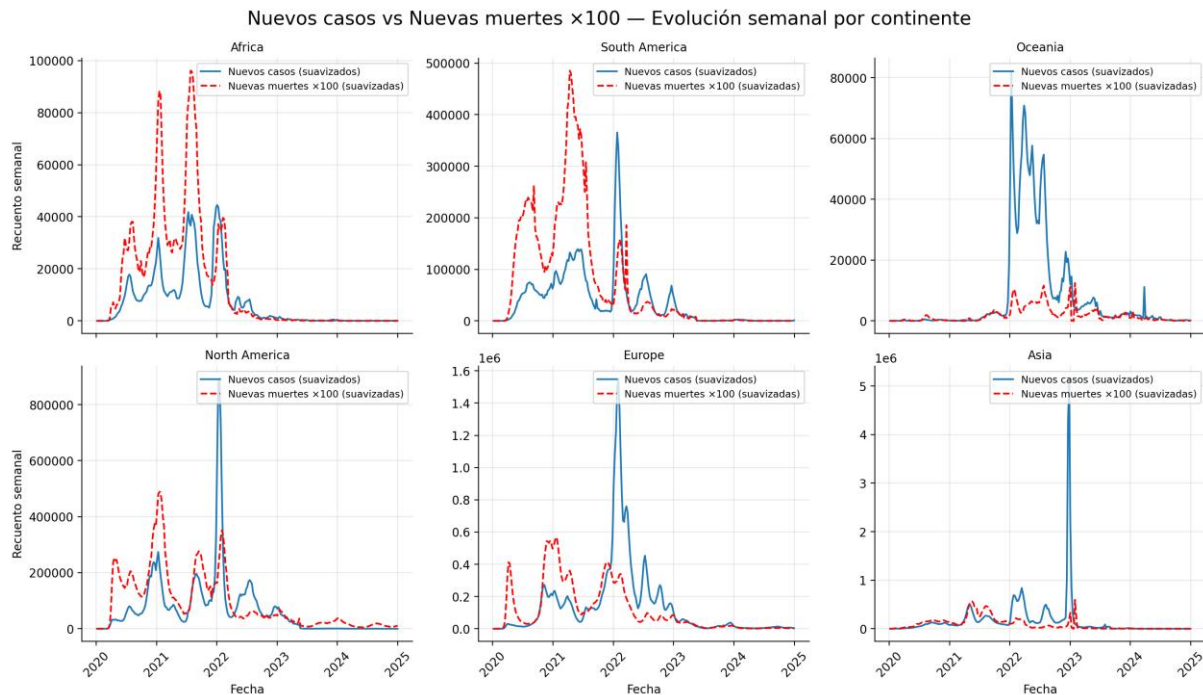 Nuevos casos vs Nuevas muertes ×100 — Evolución semanal por continente
Africa
Nuevos casos (suavizados)
Nuevas muertes ×100 (suavizadas)
Recuento semanal
100000
80000
60000
40000
20000
0
South America
Nuevos casos (suavizados)
Nuevas muertes ×100 (suavizadas)
500000
400000
300000
200000
100000
0
Oceania
Nuevos casos (suavizados)
Nuevas muertes ×100 (suavizadas)
80000
60000
40000
20000
0
North America
Nuevos casos (suavizados)
Nuevas muertes ×100 (suavizadas)
Recuento semanal
800000
600000
400000
200000
0
2020 2021 2022 2023 2024 2025
Fecha
1e6
Europe
Nuevos casos (suavizados)
Nuevas muertes ×100 (suavizadas)
1.6
1.4
1.2
1.0
0.8
0.6
0.4
0.2
0.0
2020 2021 2022 2023 2024 2025
Fecha
1e6
Asia
Nuevos casos (suavizados)
Nuevas muertes ×100 (suavizadas)
5
4
3
2
1
0
2020 2021 2022 2023 2024 2025
Fecha